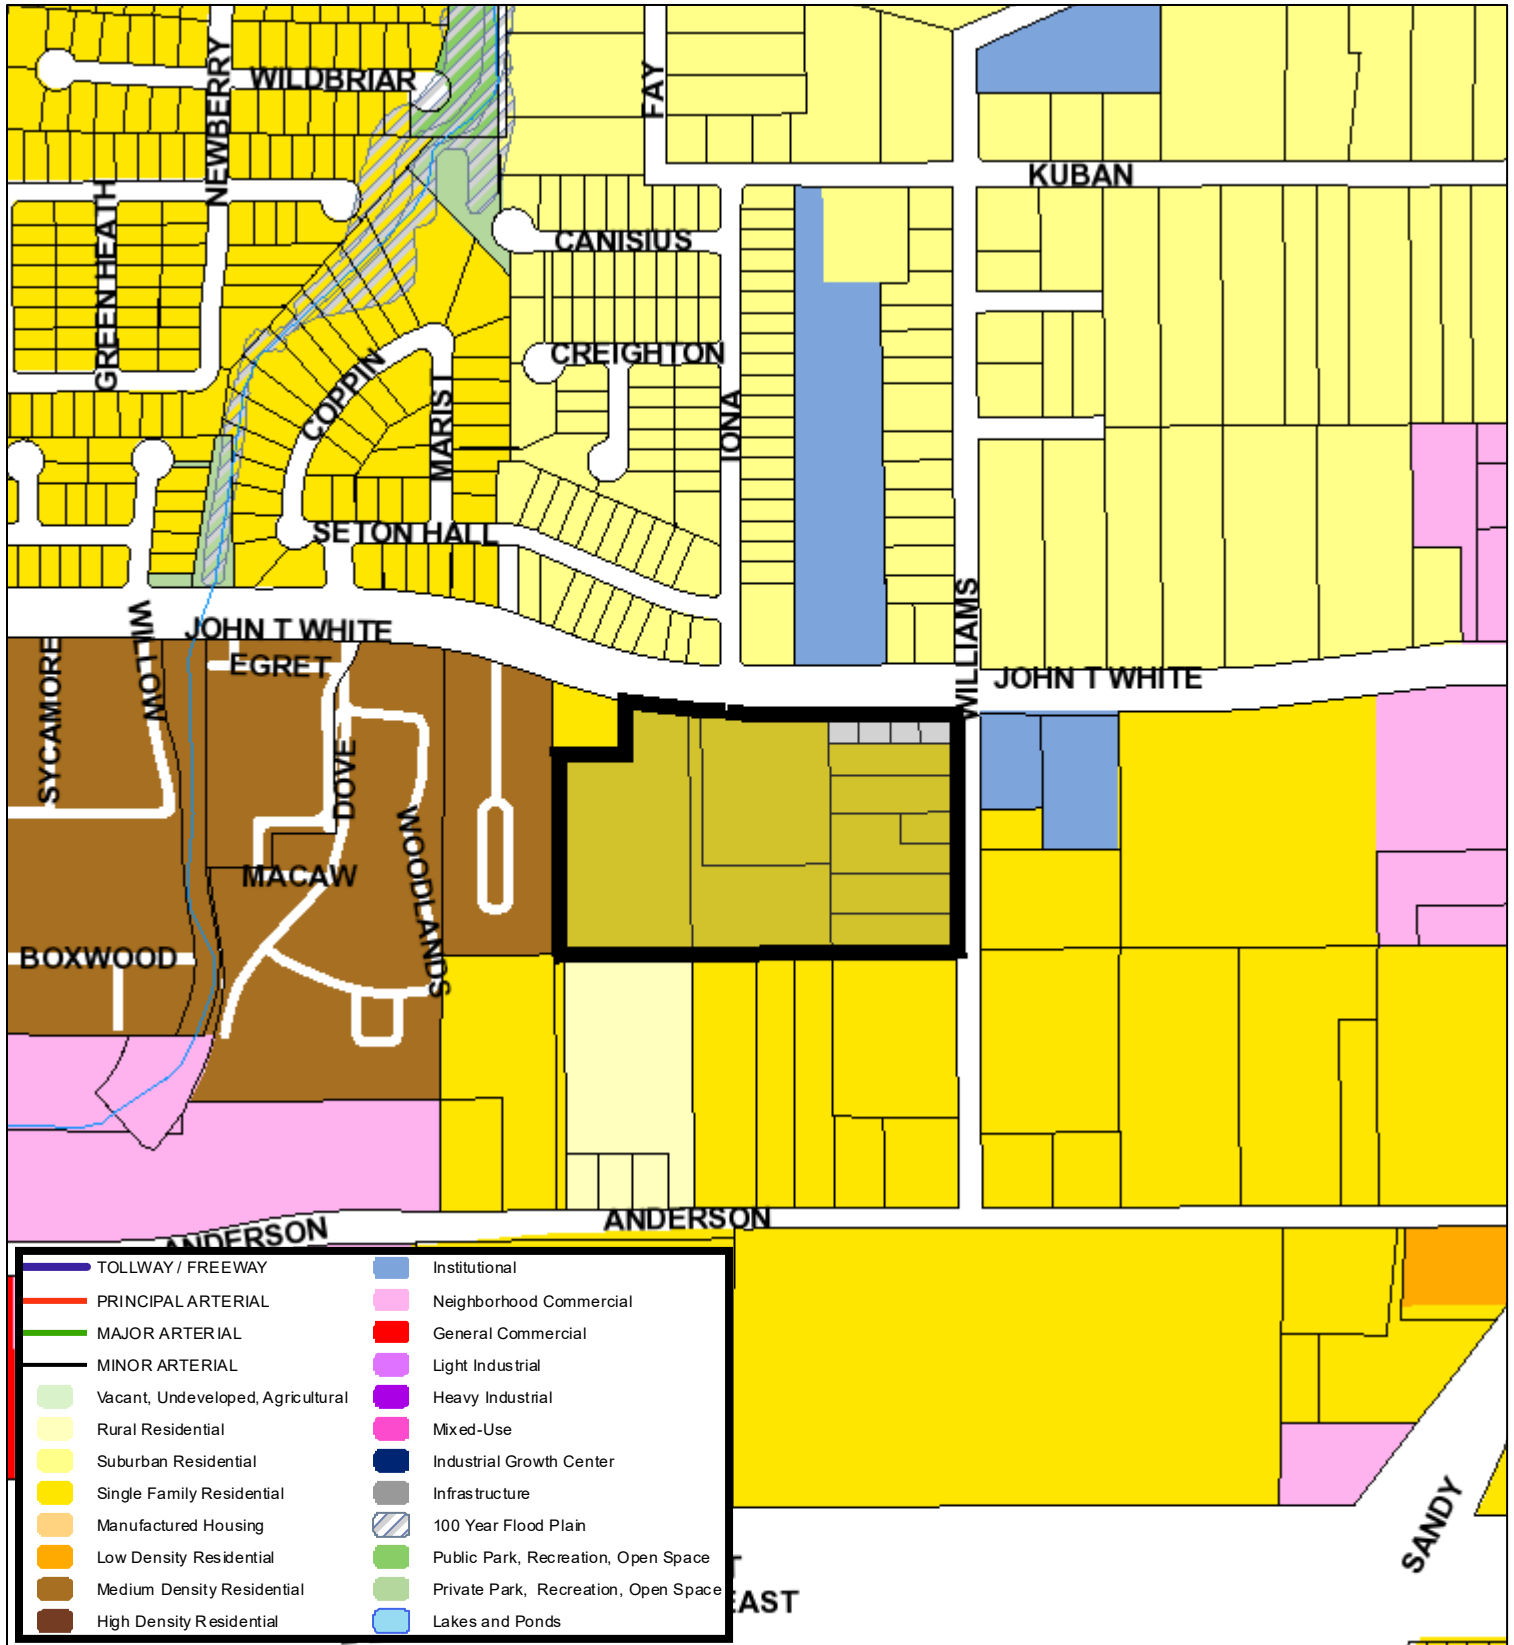 WILDBRIAR
NEWBERRY
FAY
KUBAN
GREEN HEATH
CANISIUS
CREIGHTON
COPPIN
MARIST
IONA
SETON HALL
WILLIAMS
WILLOW
JOHN T WHITE
EGRET
SYCAMORE
JOHN T WHITE
DOVE
WOODLANDS
MACAW
BOXWOOD
ANDERSON
ANDERSON
SANDY
EAST
TOLLWAY / FREEWAY
PRINCIPAL ARTERIAL
MAJOR ARTERIAL
MINOR ARTERIAL
Vacant, Undeveloped, Agricultural
Rural Residential
Suburban Residential
Single Family Residential
Manufactured Housing
Low Density Residential
Medium Density Residential
High Density Residential
Institutional
Neighborhood Commercial
General Commercial
Light Industrial
Heavy Industrial
Mixed-Use
Industrial Growth Center
Infrastructure
100 Year Flood Plain
Public Park, Recreation, Open Space
Private Park, Recreation, Open Space
Lakes and Ponds